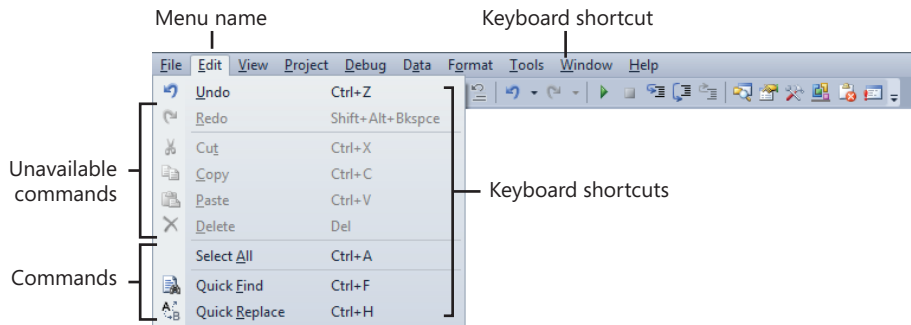 Menu name Keyboard shortcut
File Edit View Project Debug Data Format Tools Window Help
Undo Ctrl+Z
Redo Shift+Alt+Bkspce
Cut Ctrl+X
Copy Ctrl+C
Paste Ctrl+V
Delete Del
Select All Ctrl+A
Quick Find Ctrl+F
Quick Replace Ctrl+H
Unavailable
commands
Commands
Keyboard shortcuts